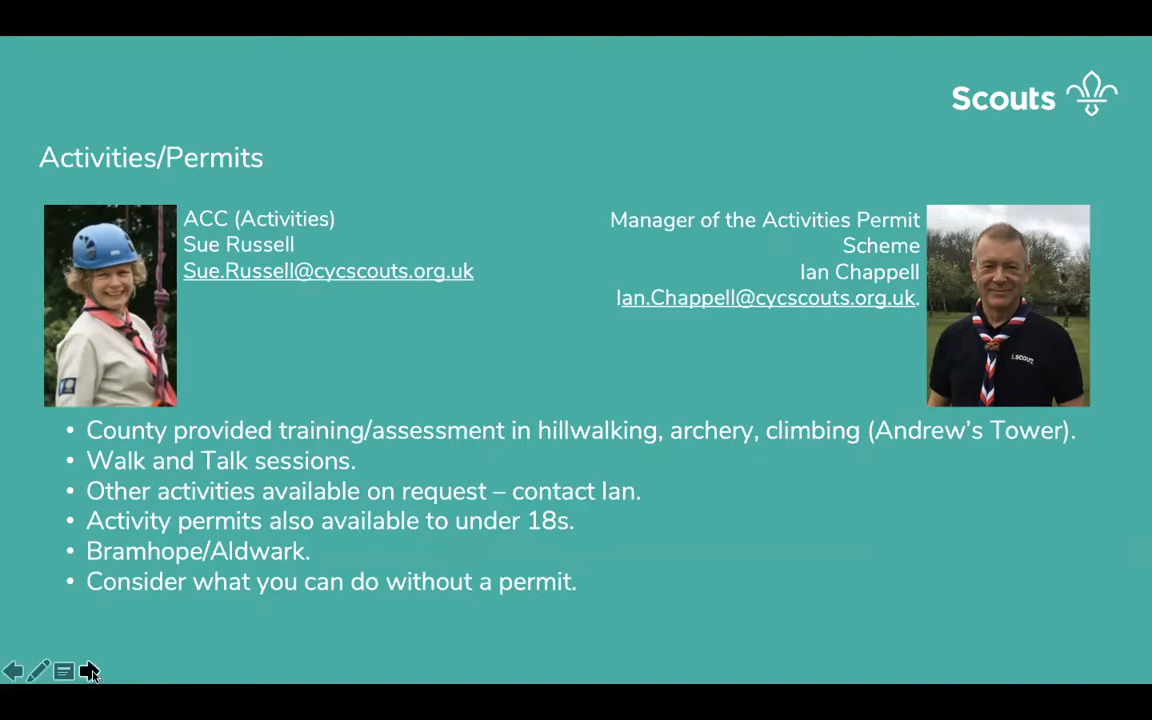 Scouts
Activities/Permits
ACC (Activities)
Sue Russell
Sue.Russell@cycscouts.org.uk
Manager of the Activities Permit
Scheme
Ian Chappell
Ian.Chappell@cycscouts.org.uk.
• County provided training/assessment in hillwalking, archery, climbing (Andrew’s Tower).
• Walk and Talk sessions.
• Other activities available on request – contact Ian.
• Activity permits also available to under 18s.
• Bramhope/Aldwark.
• Consider what you can do without a permit.